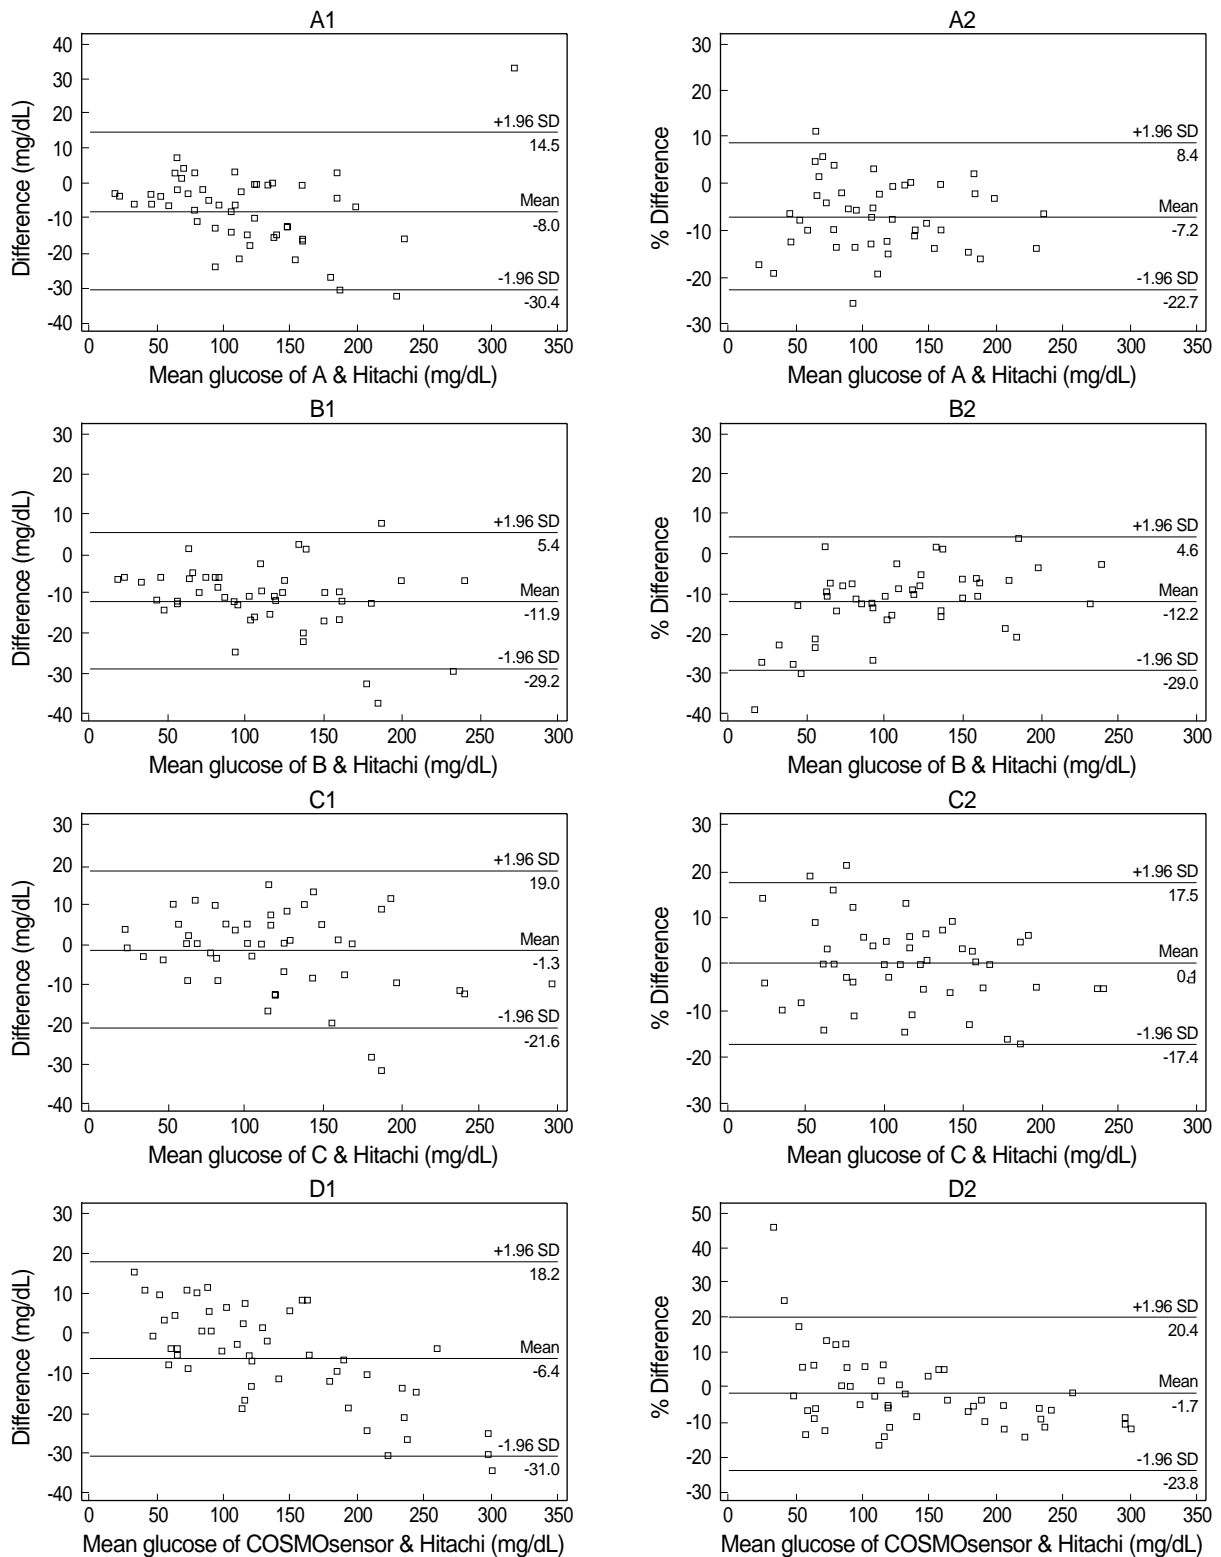 A1
40
30
20
10
0
-10
-20
-30
-40
Difference (mg/dL)
+1.96 SD
14.5
Mean
-8.0
-1.96 SD
-30.4
0 50 100 150 200 250 300 350
Mean glucose of A & Hitachi (mg/dL)
A2
30
20
10
0
-10
-20
-30
% Difference
+1.96 SD
8.4
Mean
-7.2
-1.96 SD
-22.7
0 50 100 150 200 250 300 350
Mean glucose of A & Hitachi (mg/dL)
B1
30
20
10
0
-10
-20
-30
-40
Difference (mg/dL)
+1.96 SD
5.4
Mean
-11.9
-1.96 SD
-29.2
0 50 100 150 200 250 300
Mean glucose of B & Hitachi (mg/dL)
B2
30
20
10
0
-10
-20
-30
-40
% Difference
+1.96 SD
4.6
Mean
-12.2
-1.96 SD
-29.0
0 50 100 150 200 250 300
Mean glucose of B & Hitachi (mg/dL)
C1
30
20
10
0
-10
-20
-30
-40
Difference (mg/dL)
+1.96 SD
19.0
Mean
-1.3
-1.96 SD
-21.6
0 50 100 150 200 250 300
Mean glucose of C & Hitachi (mg/dL)
C2
30
20
10
0
-10
-20
-30
% Difference
+1.96 SD
17.5
Mean
0.1
-1.96 SD
-17.4
0 50 100 150 200 250 300
Mean glucose of C & Hitachi (mg/dL)
D1
30
20
10
0
-10
-20
-30
-40
Difference (mg/dL)
+1.96 SD
18.2
Mean
-6.4
-1.96 SD
-31.0
0 50 100 150 200 250 300 350
Mean glucose of COSMOsensor & Hitachi (mg/dL)
D2
50
40
30
20
10
0
-10
-20
-30
% Difference
+1.96 SD
20.4
Mean
-1.7
-1.96 SD
-23.8
0 50 100 150 200 250 300 350
Mean glucose of COSMOsensor & Hitachi (mg/dL)